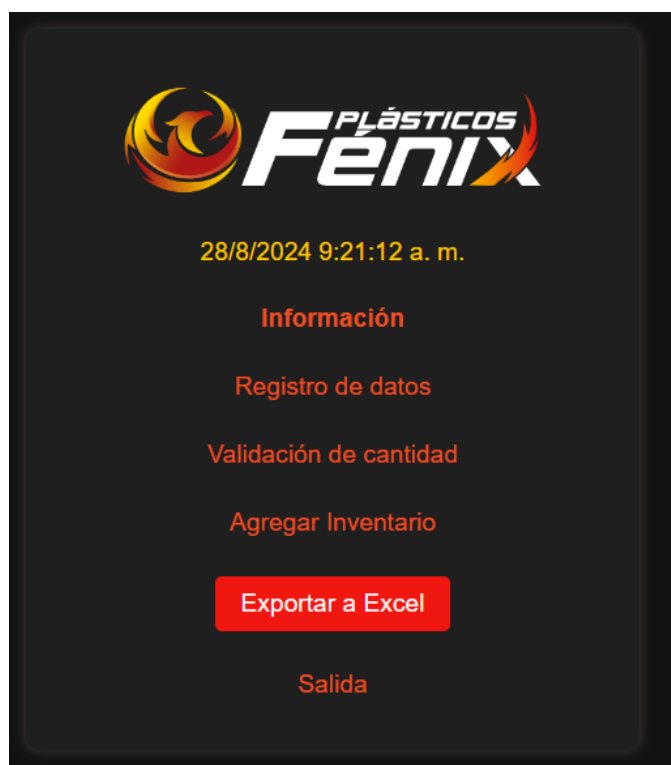 PLÁSTICOS
Fénix
28/8/2024 9:21:12 a. m.
Información
Registro de datos
Validación de cantidad
Agregar Inventario
Exportar a Excel
Salida